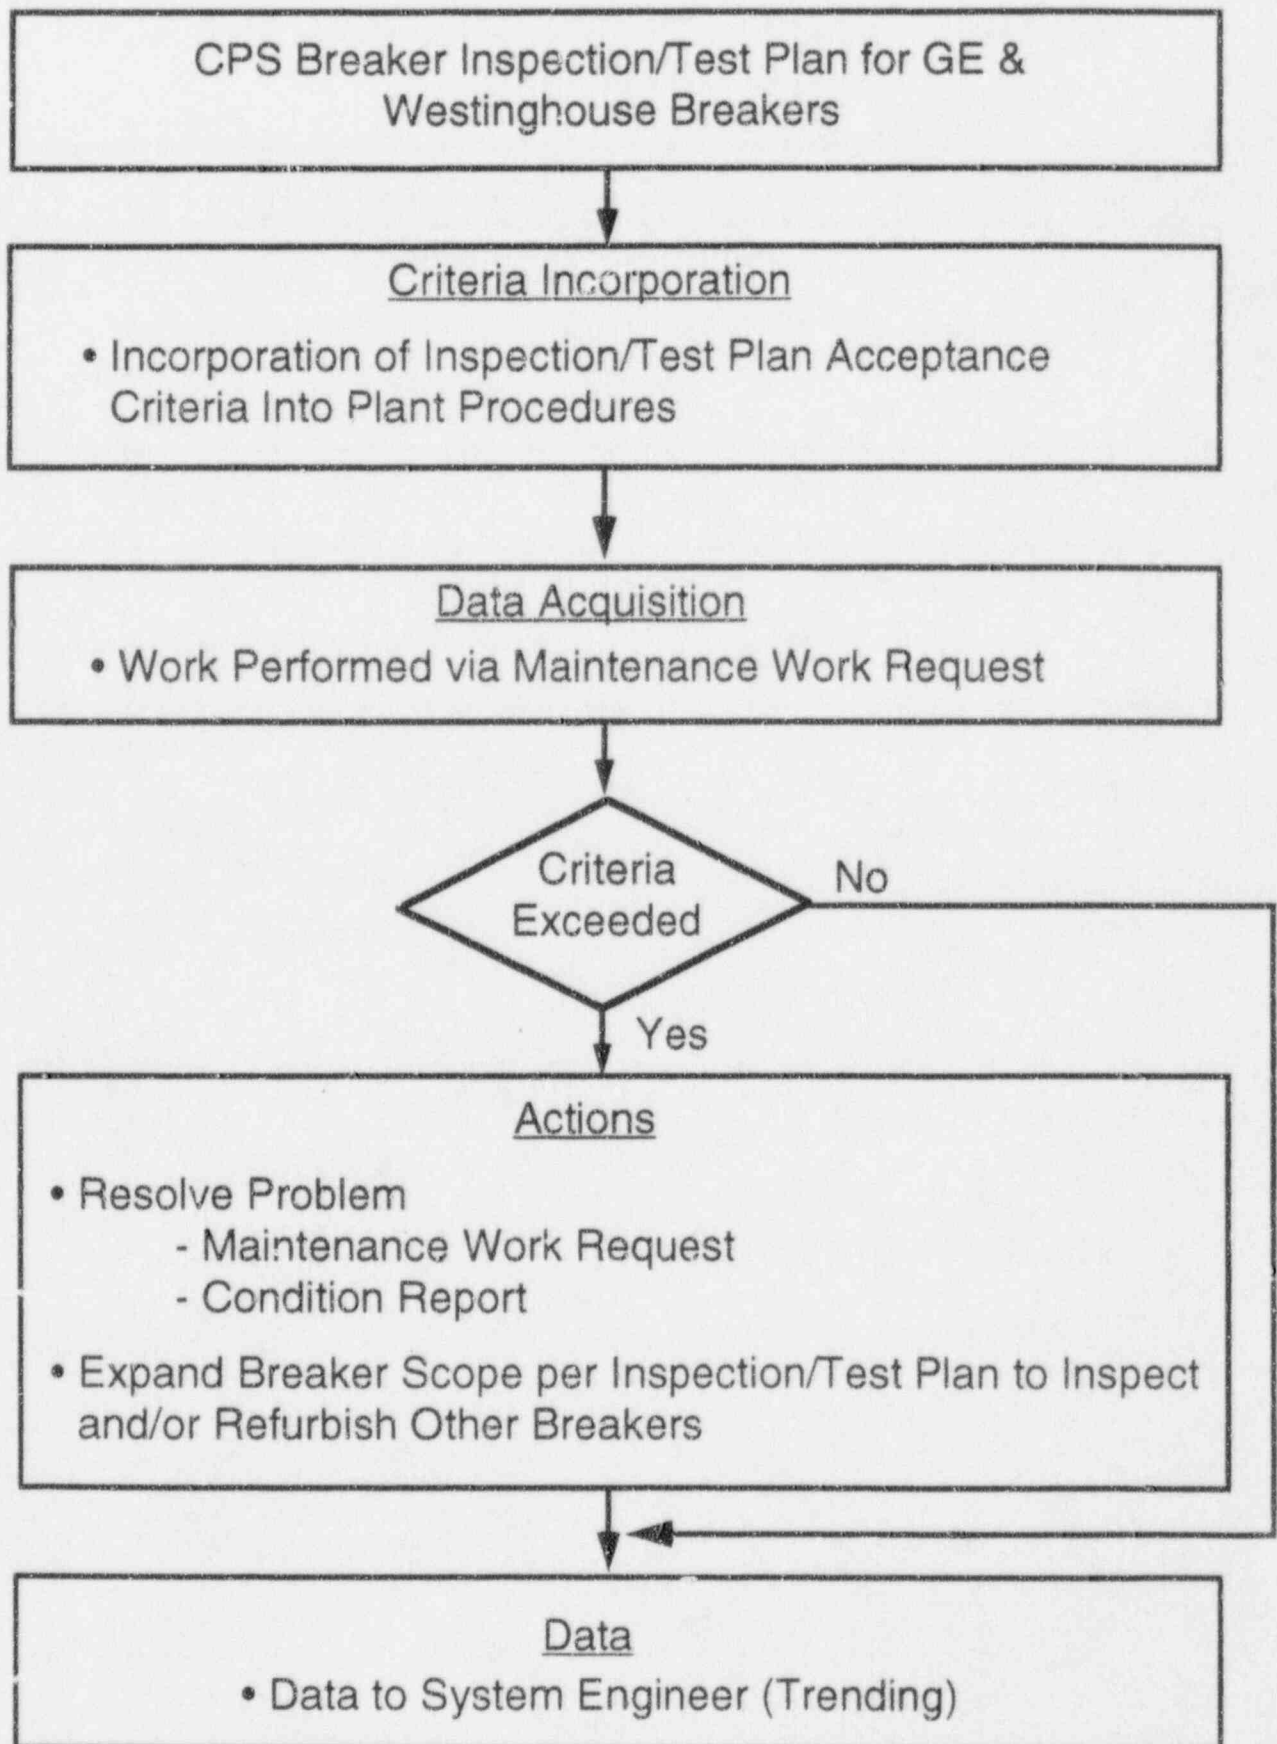 CPS Breaker Inspection/Test Plan for GE &
Westinghouse Breakers
Criteria Incorporation
• Incorporation of Inspection/Test Plan Acceptance
Criteria Into Plant Procedures
Data Acquisition
• Work Performed via Maintenance Work Request
Criteria
Exceeded
No
Yes
Actions
• Resolve Problem
- Maintenance Work Request
- Condition Report
• Expand Breaker Scope per Inspection/Test Plan to Inspect
and/or Refurbish Other Breakers
Data
• Data to System Engineer (Trending)